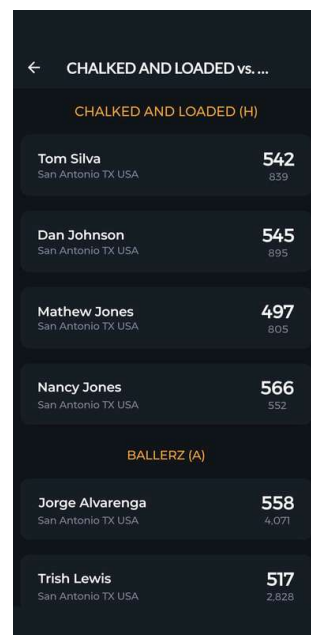 ← CHALKED AND LOADED vs. ...
CHALKED AND LOADED (H)
Tom Silva 542
San Antonio TX USA 839
Dan Johnson 545
San Antonio TX USA 895
Mathew Jones 497
San Antonio TX USA 805
Nancy Jones 566
San Antonio TX USA 552
BALLERZ (A)
Jorge Alvarenga 558
San Antonio TX USA 4,071
Trish Lewis 517
San Antonio TX USA 2,828